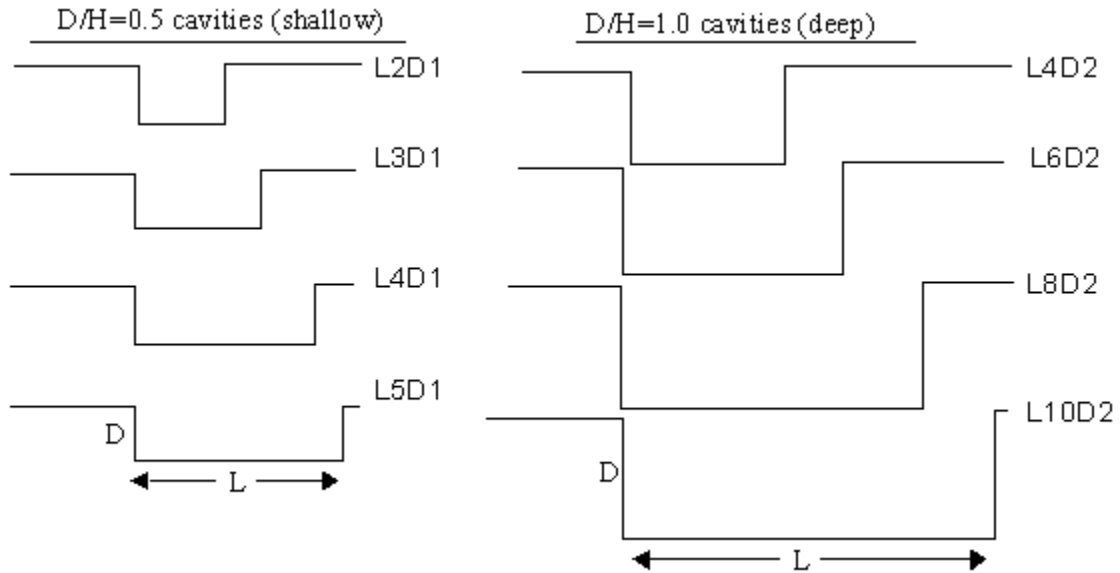 D/H=0.5 cavities (shallow)
L2D1
L3D1
L4D1
L5D1
D
L
D/H=1.0 cavities (deep)
L4D2
L6D2
L8D2
L10D2
D
L